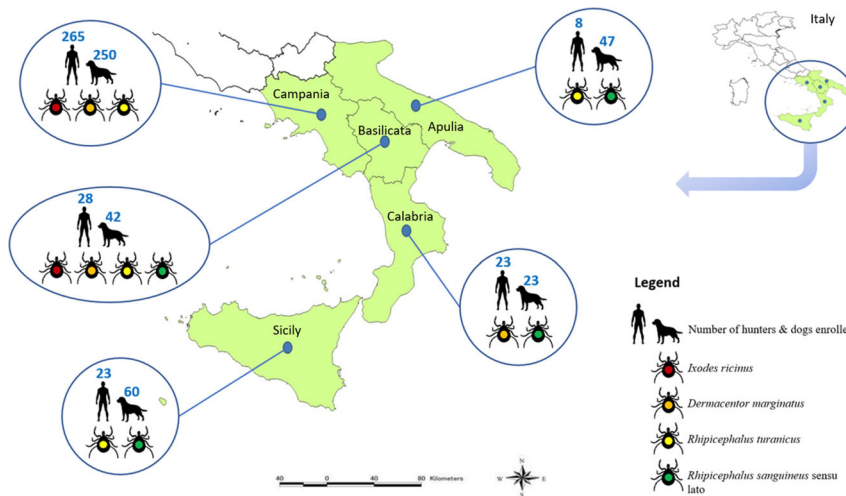 265
250
8
47
Italy
Campania
Basilicata
Apulia
28
42
Calabria
23
23
Legend
Number of hunters & dogs enrolle
Sicily
Ixodes ricinus
23
60
Dermacentor marginatus
Rhipicephalus turanicus
Rhipicephalus sanguineus sensu
lato
40 0 40 80 Kilometers
N
W E
S